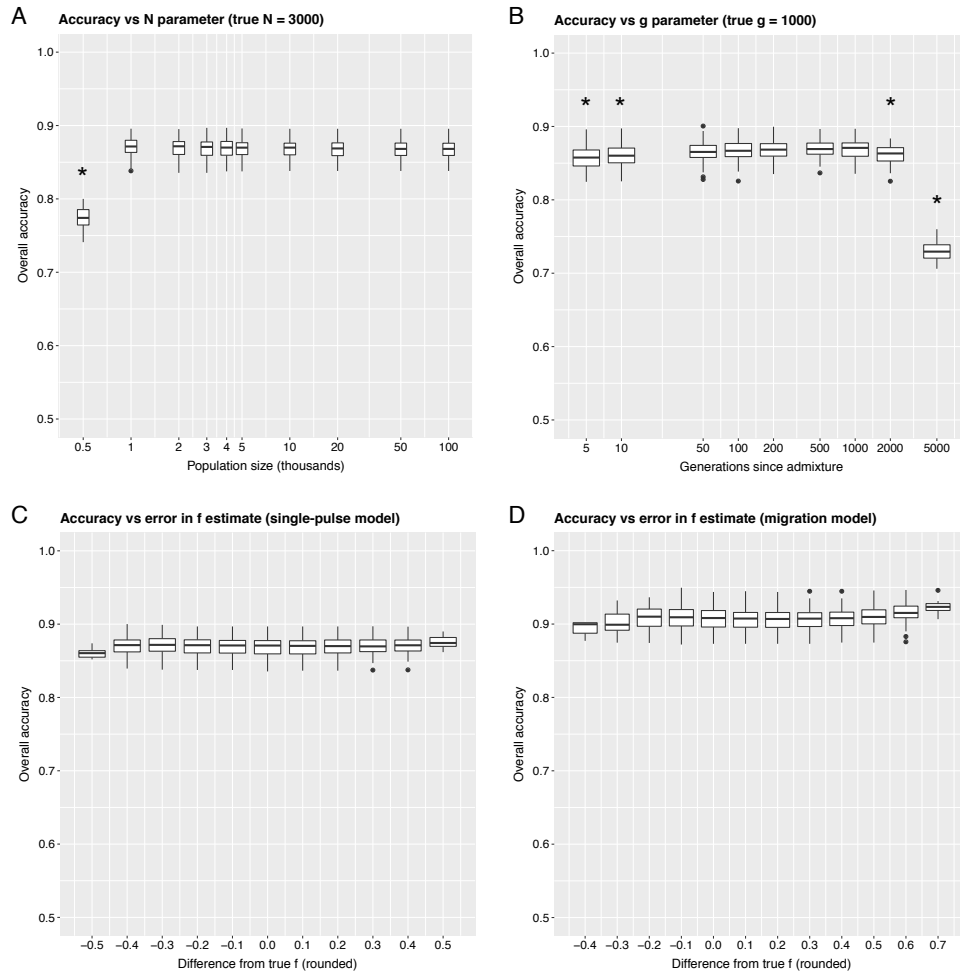 A
Accuracy vs N parameter (true N = 3000)
Overall accuracy
1.0
0.9
0.8
0.7
0.6
0.5
*
0.5 1 2 3 4 5 10 20 50 100
Population size (thousands)
B
Accuracy vs g parameter (true g = 1000)
Overall accuracy
1.0
0.9
0.8
0.7
0.6
0.5
* * * *
5 10 50 100 200 500 1000 2000 5000
Generations since admixture
C
Accuracy vs error in f estimate (single−pulse model)
Overall accuracy
1.0
0.9
0.8
0.7
0.6
0.5
−0.5 −0.4 −0.3 −0.2 −0.1 0.0 0.1 0.2 0.3 0.4 0.5
Difference from true f (rounded)
D
Accuracy vs error in f estimate (migration model)
Overall accuracy
1.0
0.9
0.8
0.7
0.6
0.5
−0.4 −0.3 −0.2 −0.1 0.0 0.1 0.2 0.3 0.4 0.5 0.6 0.7
Difference from true f (rounded)